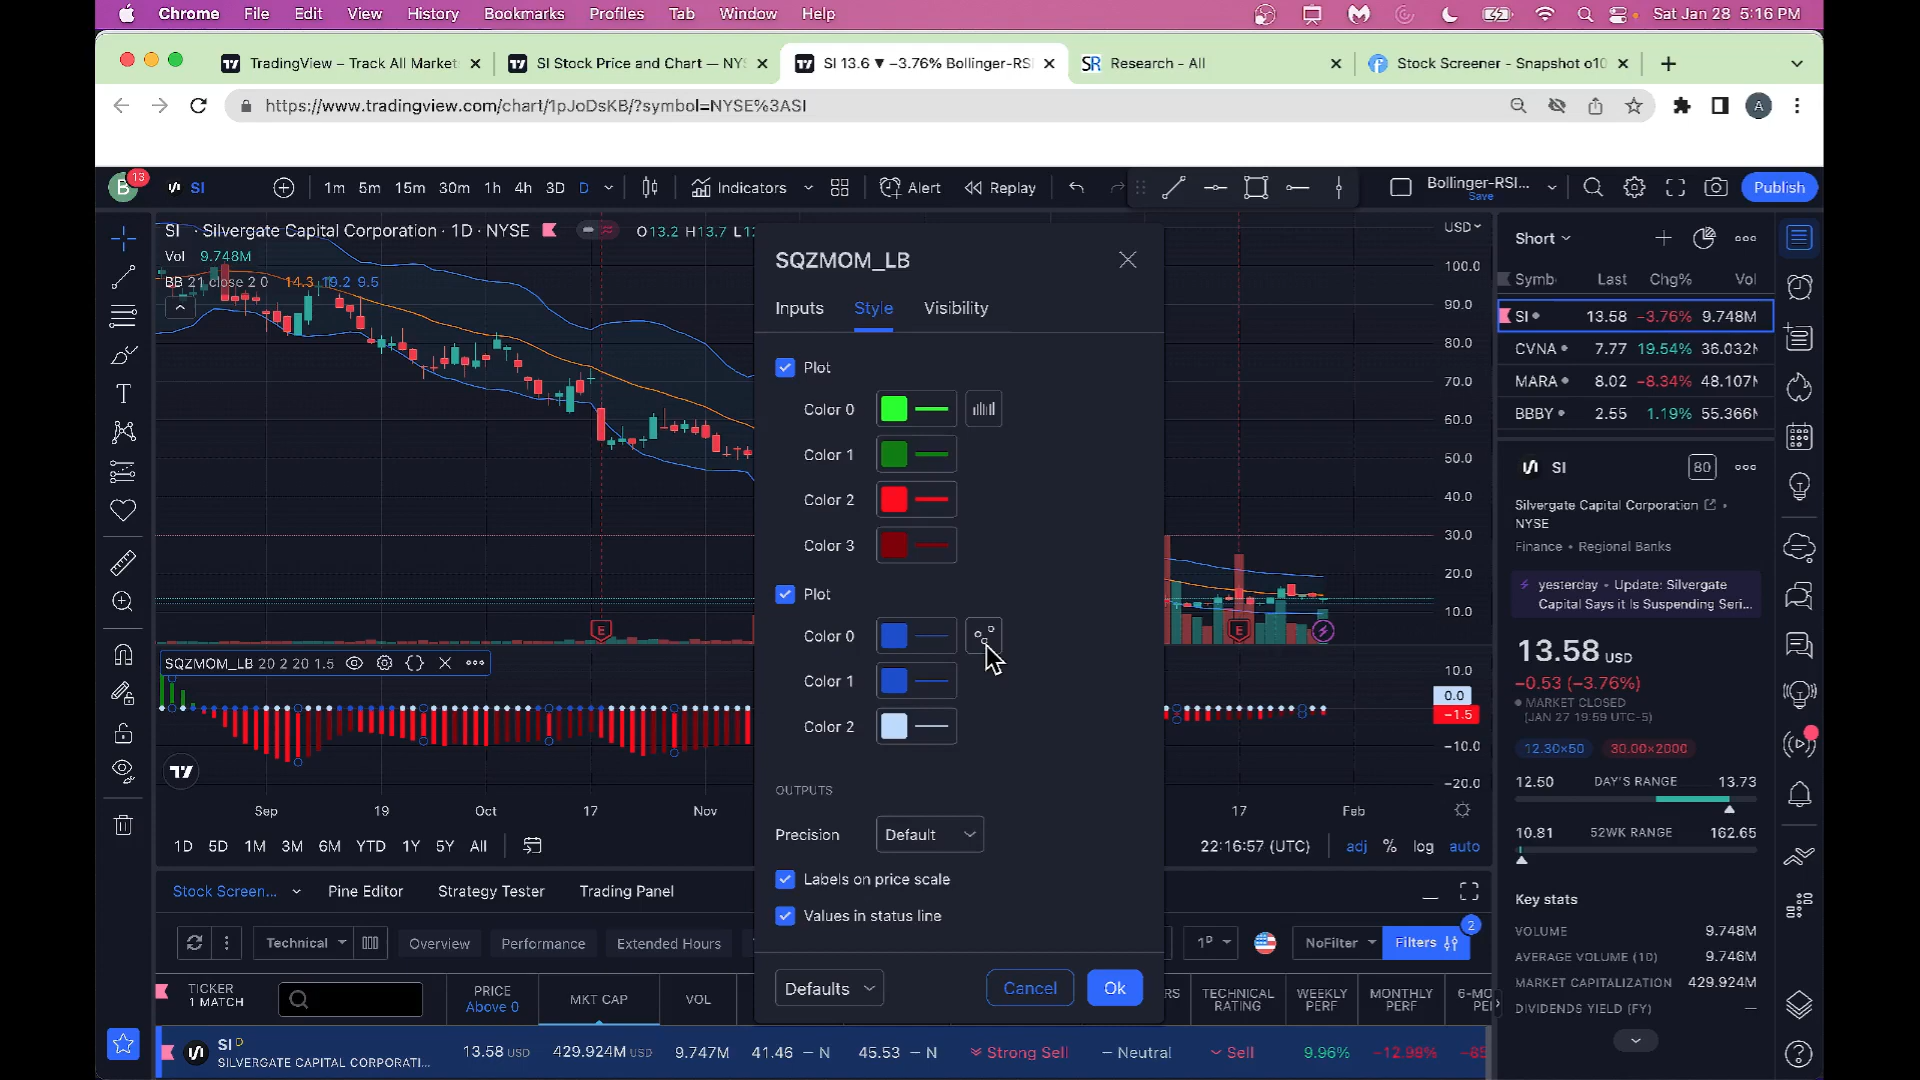 Chrome File Edit View History Bookmarks Profiles Tab Window Help Sat Jan 28 5:16 PM
TradingView – Track All Market SI Stock Price and Chart — NYS SI 13.6 ▼ −3.76% Bollinger-RSI SR Research - All Stock Screener - Snapshot o10
https://www.tradingview.com/chart/1pJoDsKB/?symbol=NYSE%3ASI A
B 13 SI 1m 5m 15m 30m 1h 4h 3D D Indicators Alert Replay Bollinger-RSI... Save Publish
SI · Silvergate Capital Corporation · 1D · NYSE O13.2 H13.7 USD
Vol 9.748M
BB 21 close 2 0 14.3 19.2 9.5
100.0
90.0
80.0
70.0
60.0
50.0
40.0
30.0
20.0
10.0
E E
SQZMOM_LB 20 2 20 1.5
10.0
0.0
−1.5
−10.0
−20.0
Sep 19 Oct 17 Nov 17 Feb
1D 5D 1M 3M 6M YTD 1Y 5Y All 22:16:57 (UTC) adj % log auto
SQZMOM_LB
Inputs Style Visibility
Plot
Color 0
Color 1
Color 2
Color 3
Plot
Color 0
Color 1
Color 2
OUTPUTS
Precision Default
Labels on price scale
Values in status line
Defaults Cancel Ok
Short
Symb Last Chg% Vol
SI 13.58 −3.76% 9.748M
CVNA 7.77 19.54% 36.032
MARA 8.02 −8.34% 48.107
BBBY 2.55 1.19% 55.366
SI 80
Silvergate Capital Corporation •
NYSE
Finance • Regional Banks
yesterday • Update: Silvergate
Capital Says it Is Suspending Seri...
13.58 USD
−0.53 (−3.76%)
MARKET CLOSED
(JAN 27 19:59 UTC-5)
12.30×50 30.00×2000
12.50 DAY'S RANGE 13.73
10.81 52WK RANGE 162.65
Key stats
VOLUME 9.748M
AVERAGE VOLUME (10) 9.746M
MARKET CAPITALIZATION 429.924M
DIVIDENDS YIELD (FY) —
Stock Screen... Pine Editor Strategy Tester Trading Panel
Technical Overview Performance Extended Hours 1D NoFilter Filters 2
TICKER
1 MATCH
PRICE
Above 0
MKT CAP VOL
TECHNICAL
RATING
WEEKLY
PERF
MONTHLY
PERF
6-MO
SI D 13.58 USD 429.924M USD 9.747M 41.46 — N 45.53 — N Strong Sell — Neutral Sell 9.96% −12.98%
SILVERGATE CAPITAL CORPORATI...